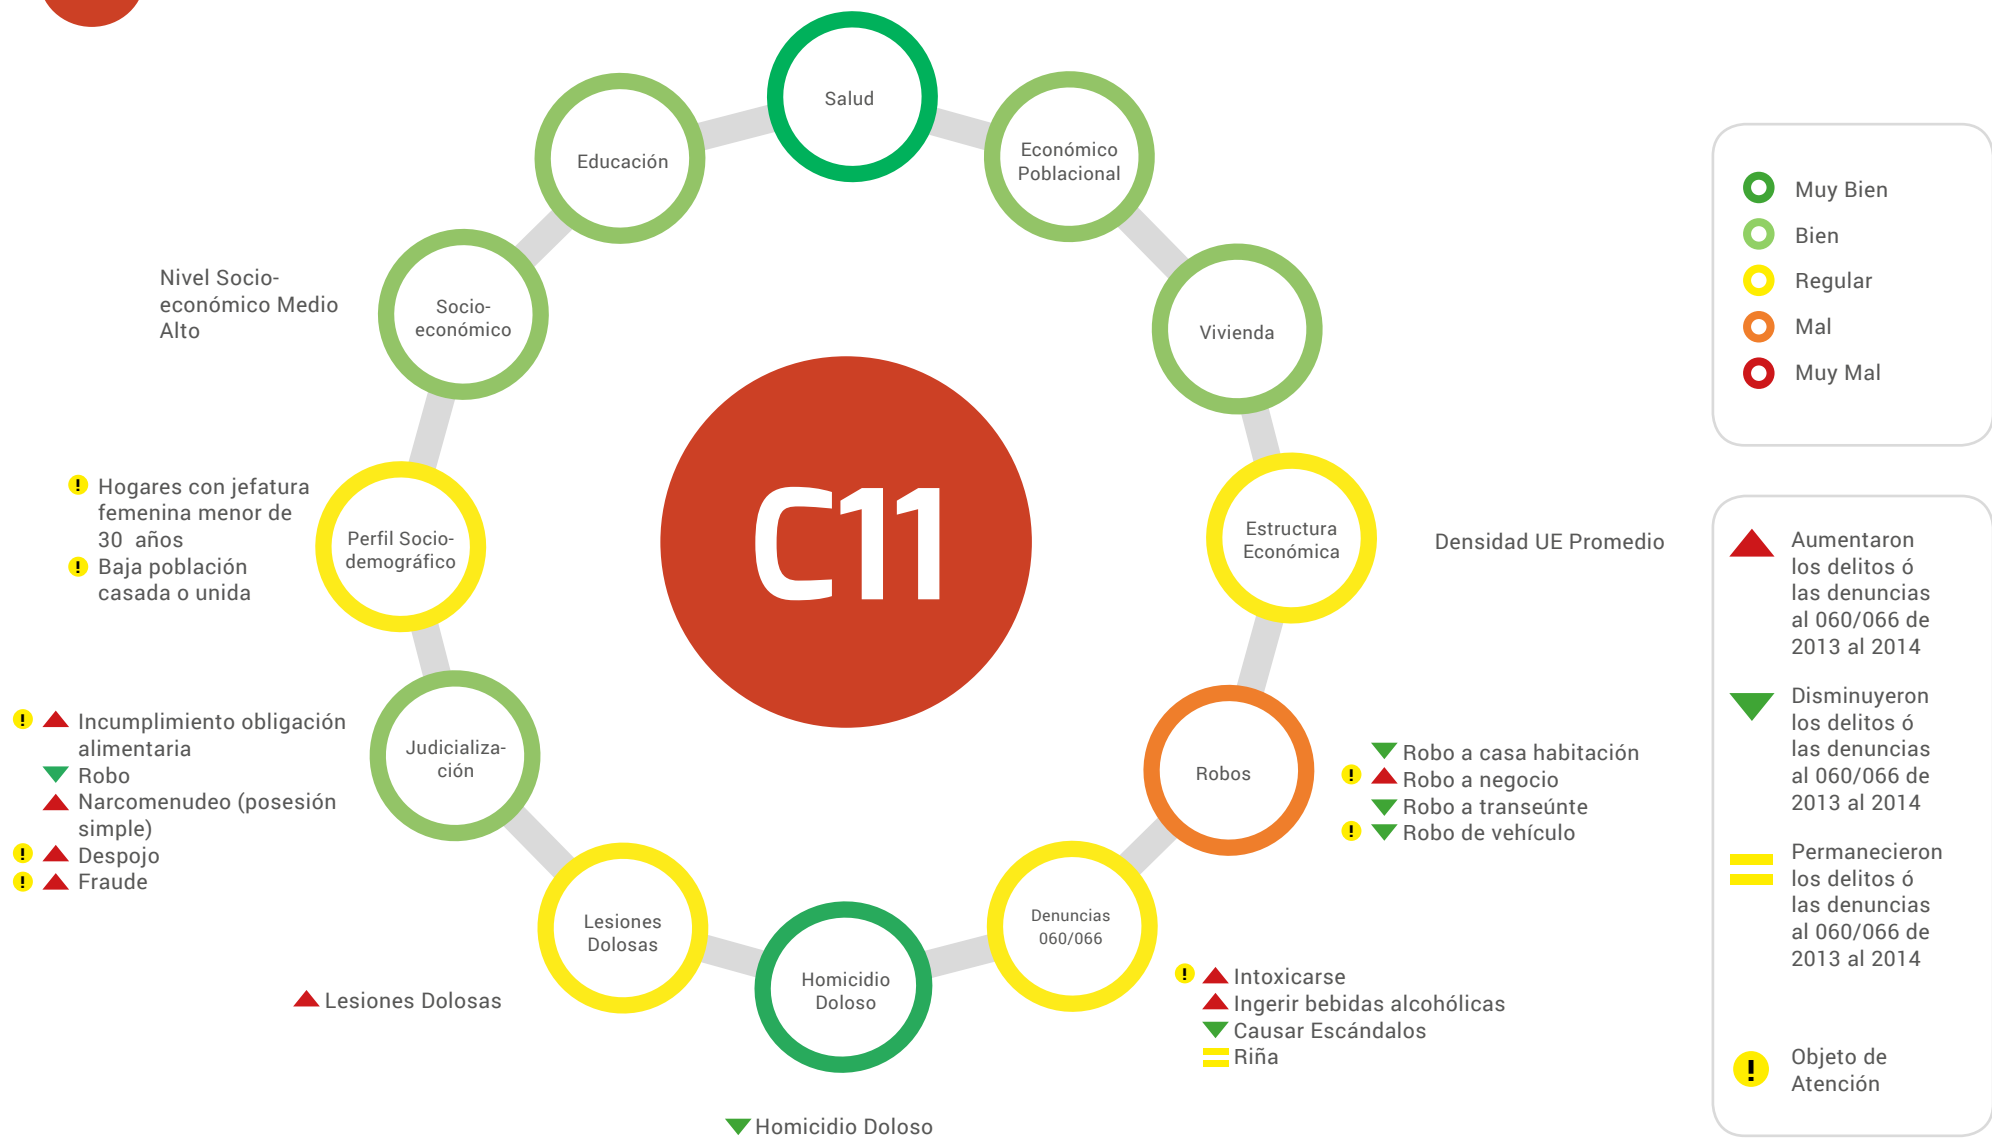 Salud
Educación
Económico
Poblacional
Nivel Socio-
económico Medio
Alto
Socio-
económico
Vivienda
! Hogares con jefatura
femenina menor de
30 años
! Baja población
casada o unida
Perfil Socio-
demográfico
C11
Estructura
Económica
Densidad UE Promedio
! Incumplimiento obligación
alimentaria
Robo
Narcomenudeo (posesión
simple)
! Despojo
! Fraude
Judicializa-
ción
Robos
Robo a casa habitación
! Robo a negocio
Robo a transeúnte
! Robo de vehículo
Lesiones
Dolosas
Lesiones Dolosas
Homicidio
Doloso
Homicidio Doloso
Denuncias
060/066
! Intoxicarse
Ingerir bebidas alcohólicas
Causar Escándalos
Riña
Muy Bien
Bien
Regular
Mal
Muy Mal
Aumentaron
los delitos ó
las denuncias
al 060/066 de
2013 al 2014
Disminuyeron
los delitos ó
las denuncias
al 060/066 de
2013 al 2014
Permanecieron
los delitos ó
las denuncias
al 060/066 de
2013 al 2014
! Objeto de
Atención